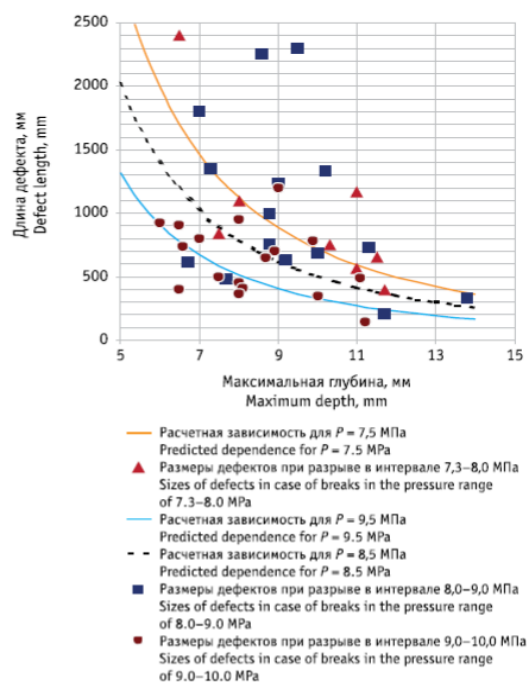 Длина дефекта, мм
Defect length, mm
2500
2000
1500
1000
500
0
5
7
9
11
13
15
Максимальная глубина, мм
Maximum depth, mm
Расчетная зависимость для P = 7,5 МПа
Predicted dependence for P = 7.5 MPa
Размеры дефектов при разрыве в интервале 7,3–8,0 МПа
Sizes of defects in case of breaks in the pressure range
of 7.3–8.0 MPa
Расчетная зависимость для P = 9,5 МПа
Predicted dependence for P = 9.5 MPa
Расчетная зависимость для P = 8,5 МПа
Predicted dependence for P = 8.5 MPa
Размеры дефектов при разрыве в интервале 8,0–9,0 МПа
Sizes of defects in case of breaks in the pressure range
of 8.0–9.0 MPa
Размеры дефектов при разрыве в интервале 9,0–10,0 МПа
Sizes of defects in case of breaks in the pressure range
of 9.0–10.0 MPa